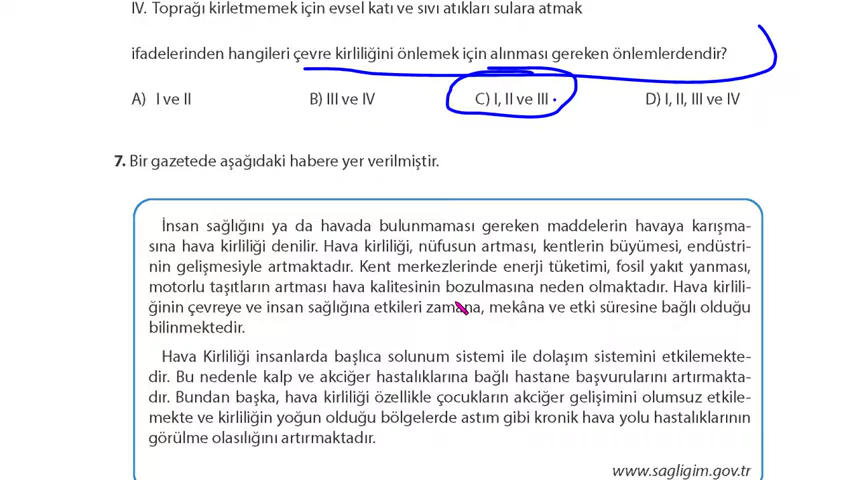 IV. Toprağı kirletmemek için evsel katı ve sıvı atıkları sulara atmak
ifadelerinden hangileri çevre kirliliğini önlemek için alınması gereken önlemlerdendir?
A) I ve II B) III ve IV C) I, II ve III D) I, II, III ve IV
7. Bir gazetede aşağıdaki habere yer verilmiştir.
İnsan sağlığını ya da havada bulunmaması gereken maddelerin havaya karışma-
sına hava kirliliği denilir. Hava kirliliği, nüfusun artması, kentlerin büyümesi, endüstri-
nin gelişmesiyle artmaktadır. Kent merkezlerinde enerji tüketimi, fosil yakıt yanması,
motorlu taşıtların artması hava kalitesinin bozulmasına neden olmaktadır. Hava kirlili-
ğinin çevreye ve insan sağlığına etkileri zamana, mekâna ve etki süresine bağlı olduğu
bilinmektedir.
Hava Kirliliği insanlarda başlıca solunum sistemi ile dolaşım sistemini etkilemekte-
dir. Bu nedenle kalp ve akciğer hastalıklarına bağlı hastane başvurularını artırmakta-
dır. Bundan başka, hava kirliliği özellikle çocukların akciğer gelişimini olumsuz etkile-
mekte ve kirliliğin yoğun olduğu bölgelerde astım gibi kronik hava yolu hastalıklarının
görülme olasılığını artırmaktadır.
www.sagligim.gov.tr